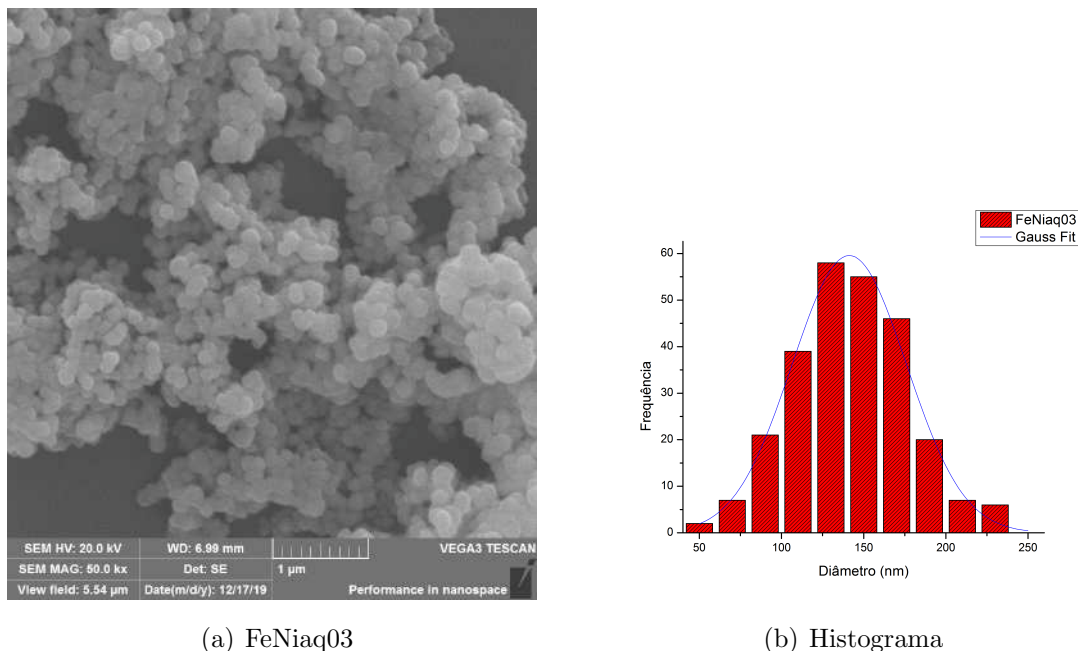 SEM HV: 20.0 kV WD: 6.99 mm VEGA3 TESCAN
SEM MAG: 50.0 kx Det: SE 1 µm
View field: 5.54 µm Date(m/d/y): 12/17/19 Performance in nanospace
(a) FeNiaq03
FeNiaq03
Gauss Fit
Frequência
60
50
40
30
20
10
0
50 100 150 200 250
Diâmetro (nm)
(b) Histograma